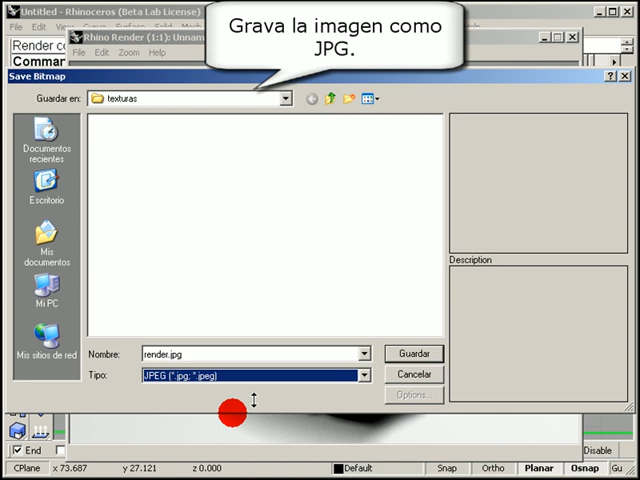 Untitled - Rhinoceros (Beta Lab License)
File Edit View
Render
Command
Rhino Render (1:1): Unnam
File Edit Zoom Help
Grava la imagen como
JPG.
Save Bitmap
Guardar en: texturas
Documentos
recientes
Escritorio
Mis
documentos
Mi PC
Mis sitios de red
Description
Nombre: render.jpg Guardar
Tipo: JPEG (*.jpg; *.jpeg) Cancelar
Options...
End
Disable
CPlane x 73.687 y 27.121 z 0.000 Default Snap Ortho Planar Osnap Gu